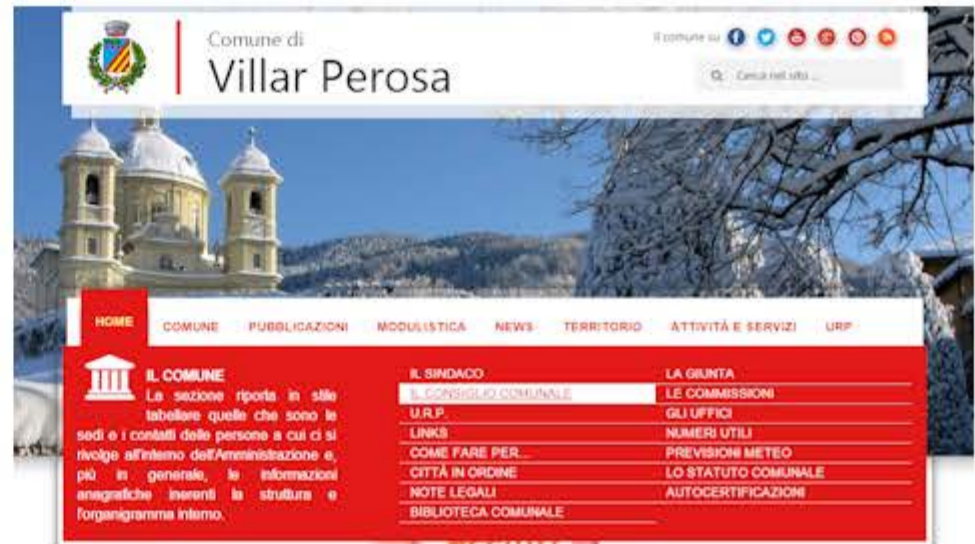 Comune di
Villar Perosa
Il comune su
Cerca nel sito ...
HOME
COMUNE
PUBBLICAZIONI
MODULISTICA
NEWS
TERRITORIO
ATTIVITÀ E SERVIZI
URP
IL COMUNE
La sezione riporta in stile
tabellare quelle che sono le
sedi e i contatti delle persone a cui ci si
rivolge all'interno dell'Amministrazione e,
più in generale, le informazioni
anagrafiche inerenti la struttura e
l'organigramma interno.
IL SINDACO
IL CONSIGLIO COMUNALE
U.R.P.
LINKS
COME FARE PER...
CITTÀ IN ORDINE
NOTE LEGALI
BIBLIOTECA COMUNALE
LA GIUNTA
LE COMMISSIONI
GLI UFFICI
NUMERI UTILI
PREVISIONI METEO
LO STATUTO COMUNALE
AUTOCERTIFICAZIONI